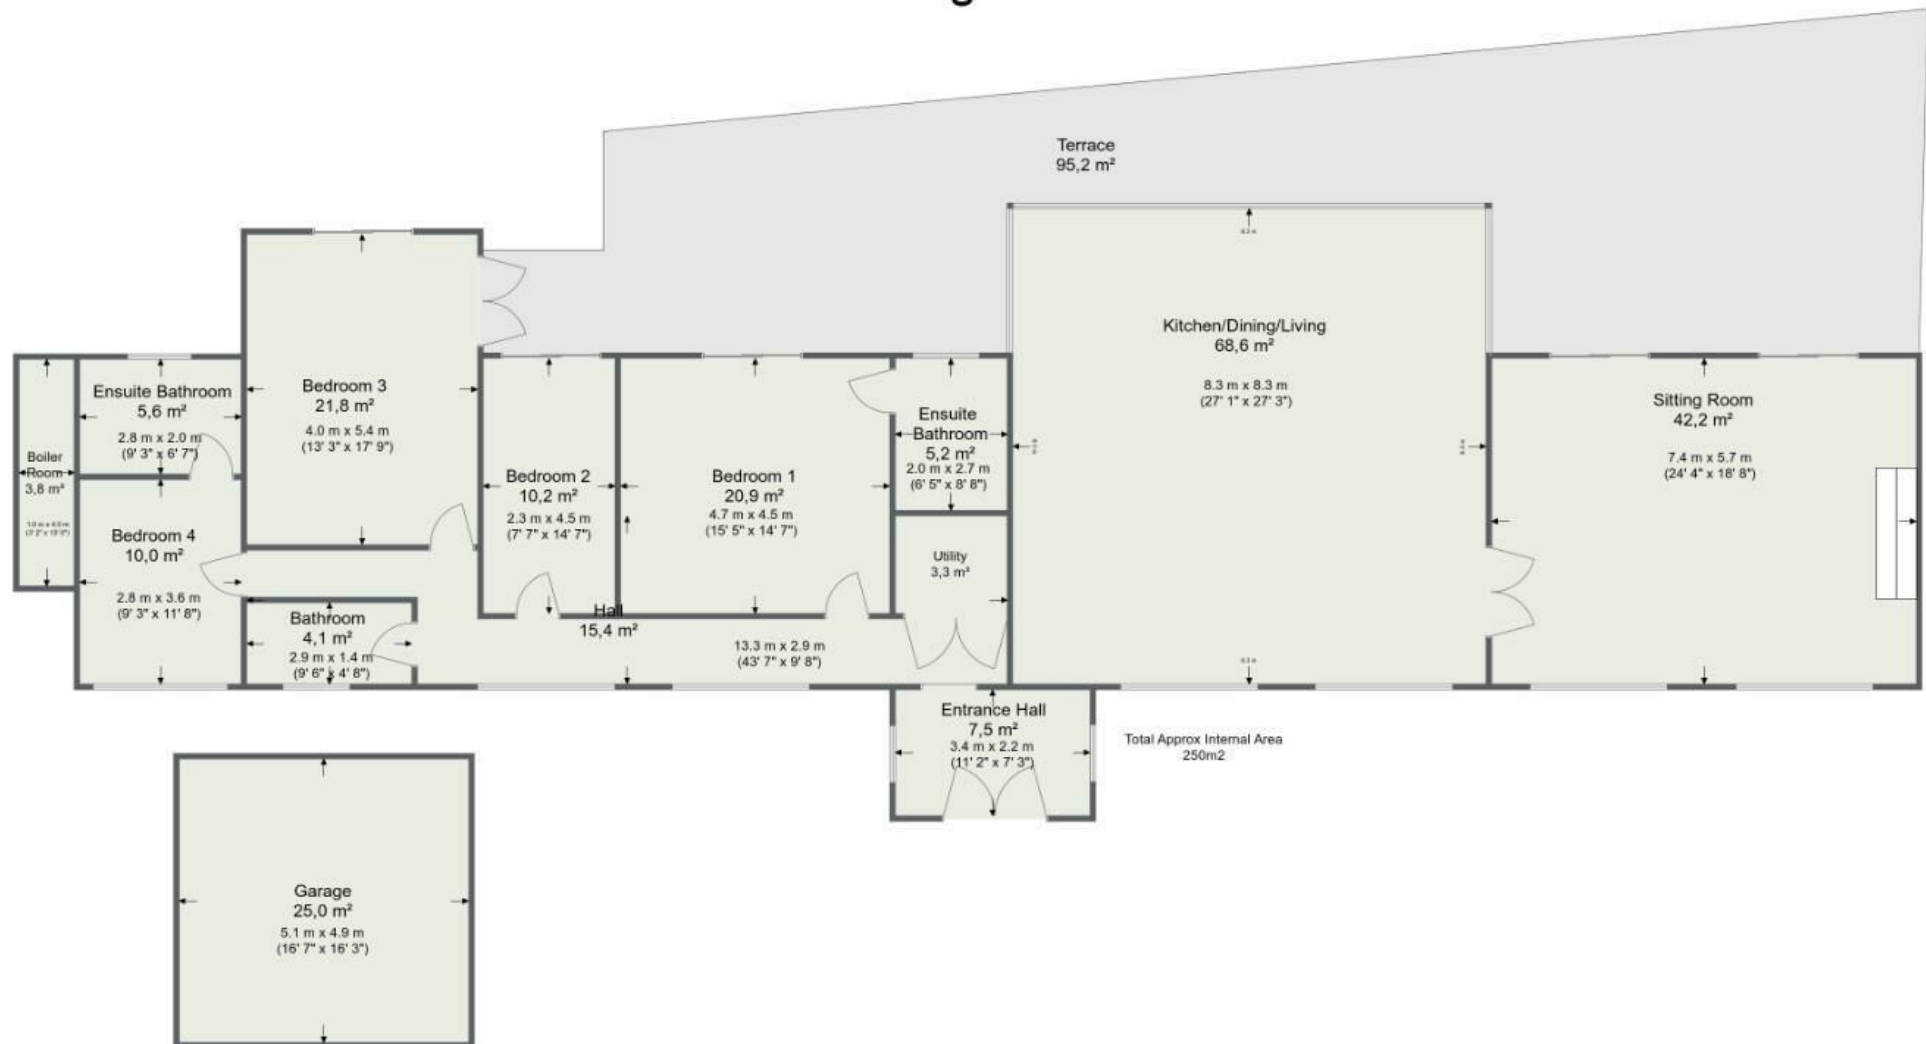 Terrace
95,2 m²
Kitchen/Dining/Living
68,6 m²
8.3 m x 8.3 m
(27' 1" x 27' 3")
Sitting Room
42,2 m²
7.4 m x 5.7 m
(24' 4" x 18' 8")
Ensuite Bathroom
5,6 m²
2.8 m x 2.0 m
(9' 3" x 6' 7")
Boiler
Room
3,8 m²
Bedroom 3
21,8 m²
4.0 m x 5.4 m
(13' 3" x 17' 9")
Bedroom 2
10,2 m²
2.3 m x 4.5 m
(7' 7" x 14' 7")
Bedroom 1
20,9 m²
4.7 m x 4.5 m
(15' 5" x 14' 7")
Ensuite
Bathroom
5,2 m²
2.0 m x 2.7 m
(6' 5" x 8' 8")
Utility
3,3 m²
Bedroom 4
10,0 m²
2.8 m x 3.6 m
(9' 3" x 11' 8")
Bathroom
4,1 m²
2.9 m x 1.4 m
(9' 6" x 4' 8")
Hall
15,4 m²
13.3 m x 2.9 m
(43' 7" x 9' 8")
Entrance Hall
7,5 m²
3.4 m x 2.2 m
(11' 2" x 7' 3")
Total Approx Internal Area
250m2
Garage
25,0 m²
5.1 m x 4.9 m
(16' 7" x 16' 3")